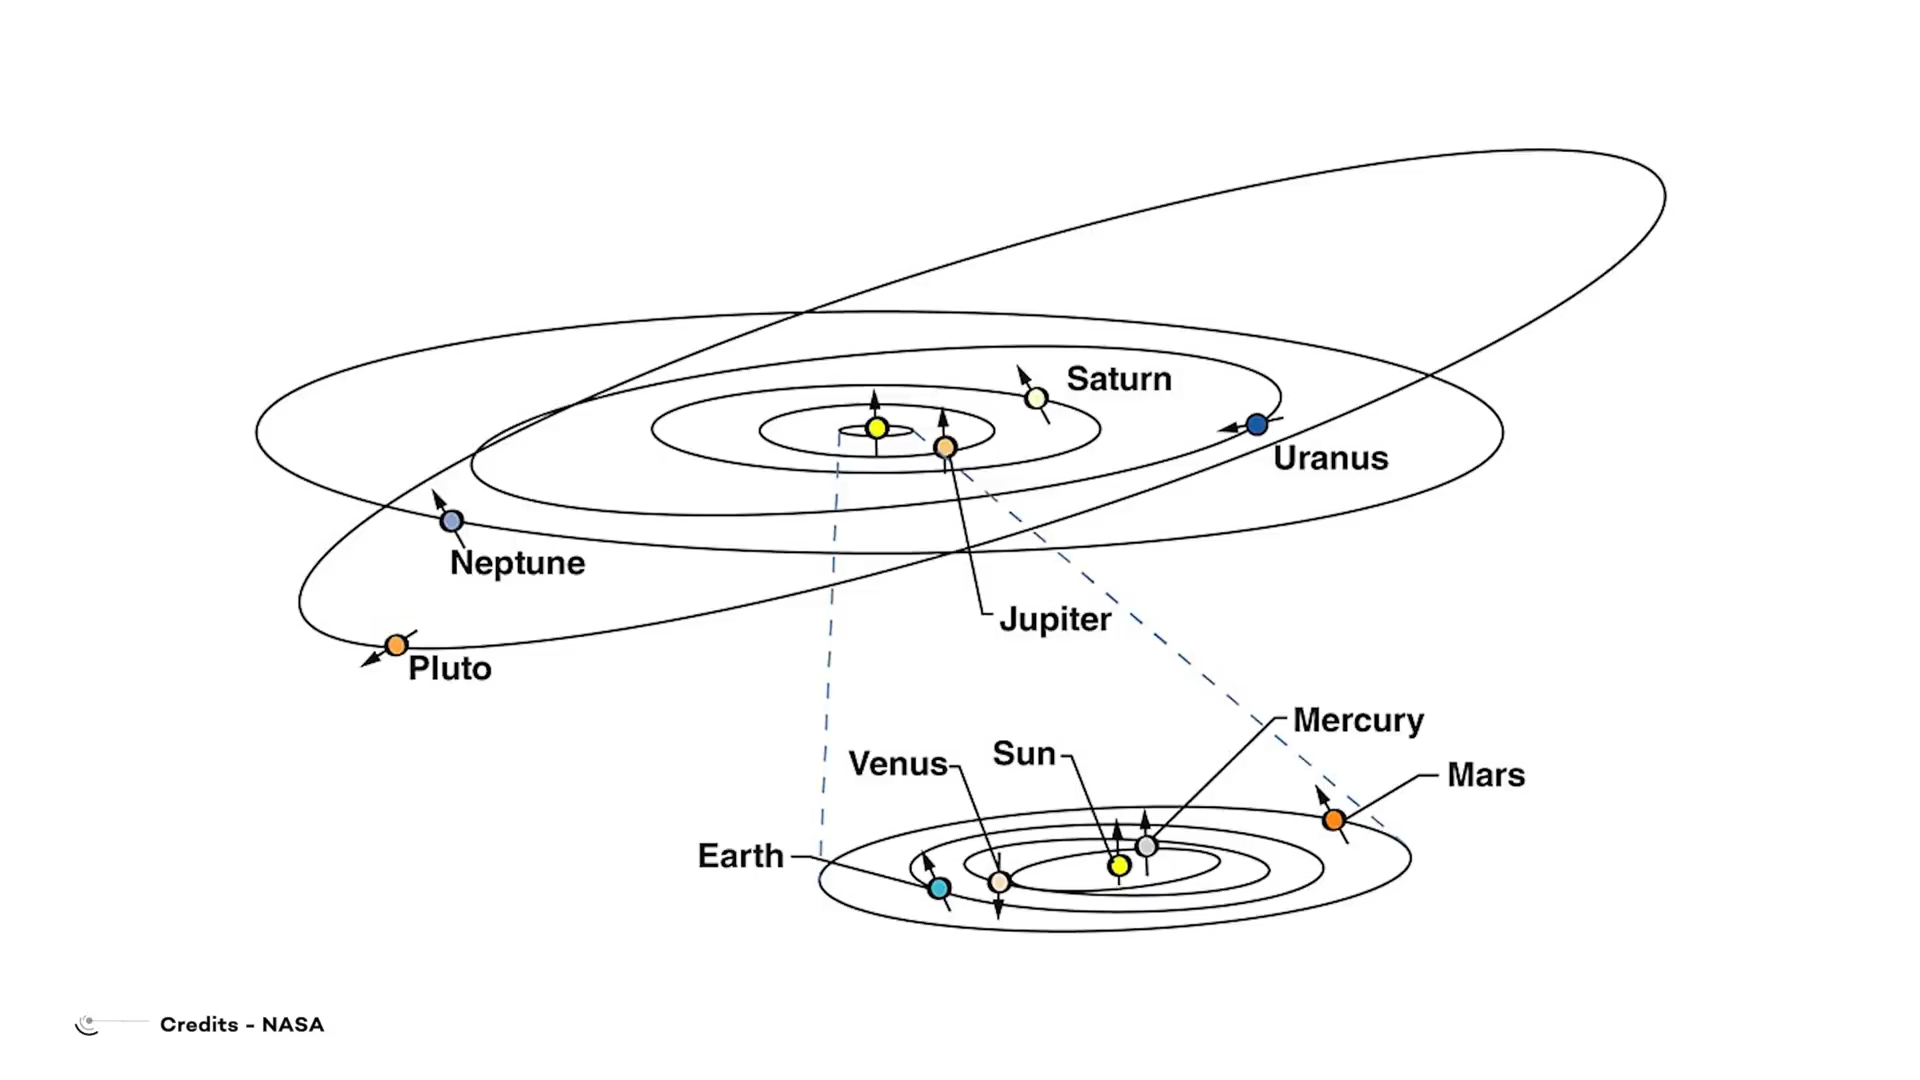 Saturn
Uranus
Neptune
Jupiter
Pluto
Mercury
Sun
Venus
Mars
Earth
Credits - NASA